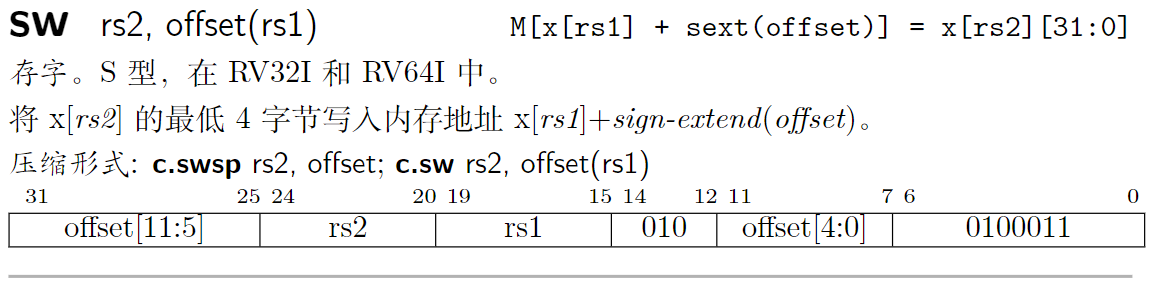 sw rs2, offset(rs1) M[x[rs1] + sext(offset)] = x[rs2][31:0]
存字。S 型，在 RV32I 和 RV64I 中。
将 x[rs2] 的最低 4 字节写入内存地址 x[rs1]+sign-extend(offset)。
压缩形式: c.swsp rs2, offset; c.sw rs2, offset(rs1)
31 25 24 20 19 15 14 12 11 7 6 0
offset[11:5] rs2 rs1 010 offset[4:0] 0100011